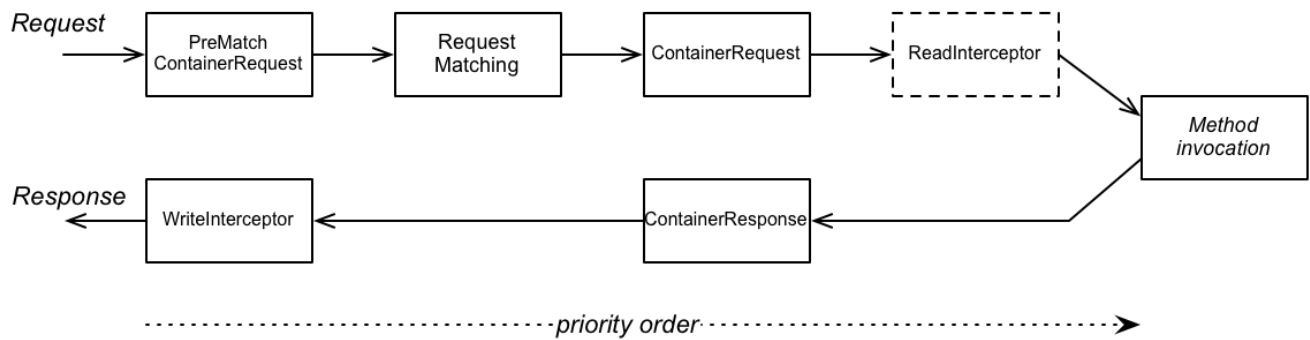 Request
PreMatch
ContainerRequest
Request
Matching
ContainerRequest
ReadInterceptor
Method
invocation
Response
WriteInterceptor
ContainerResponse
priority order